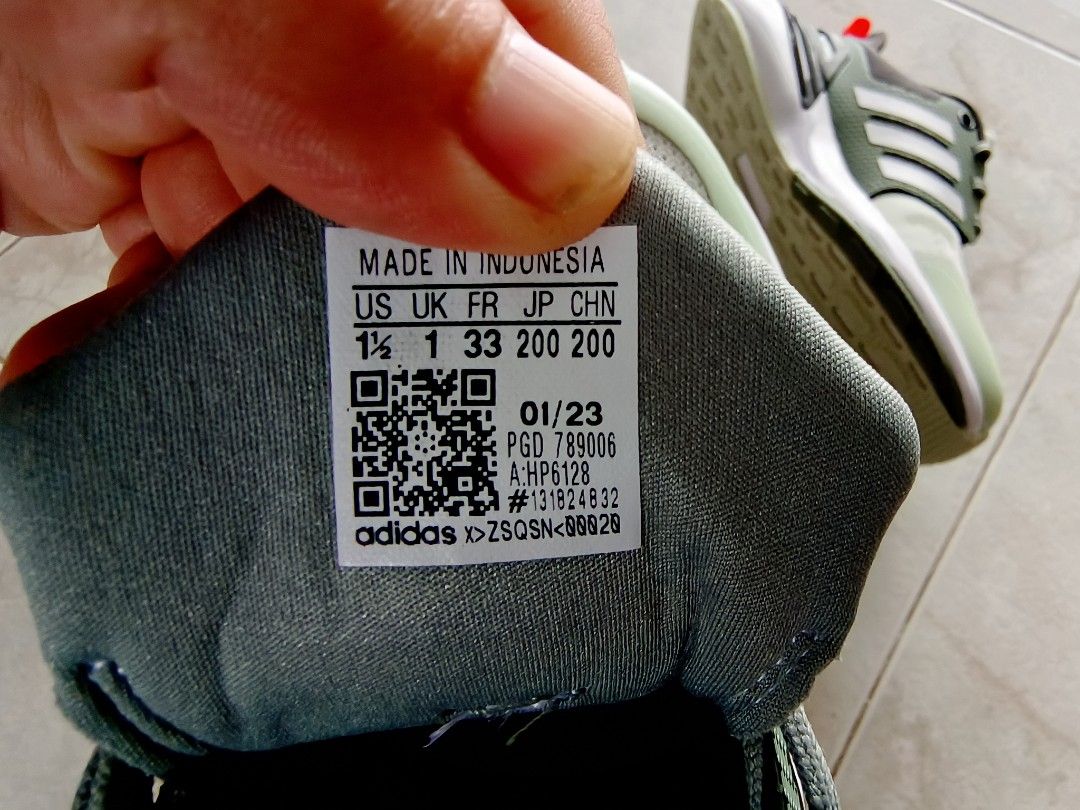 MADE IN INDONESIA
US UK FR JP CHN
1½ 1 33 200 200
01/23
PGD 789006
A:HP6128
#131824832
adidas x>ZSQSN<00020